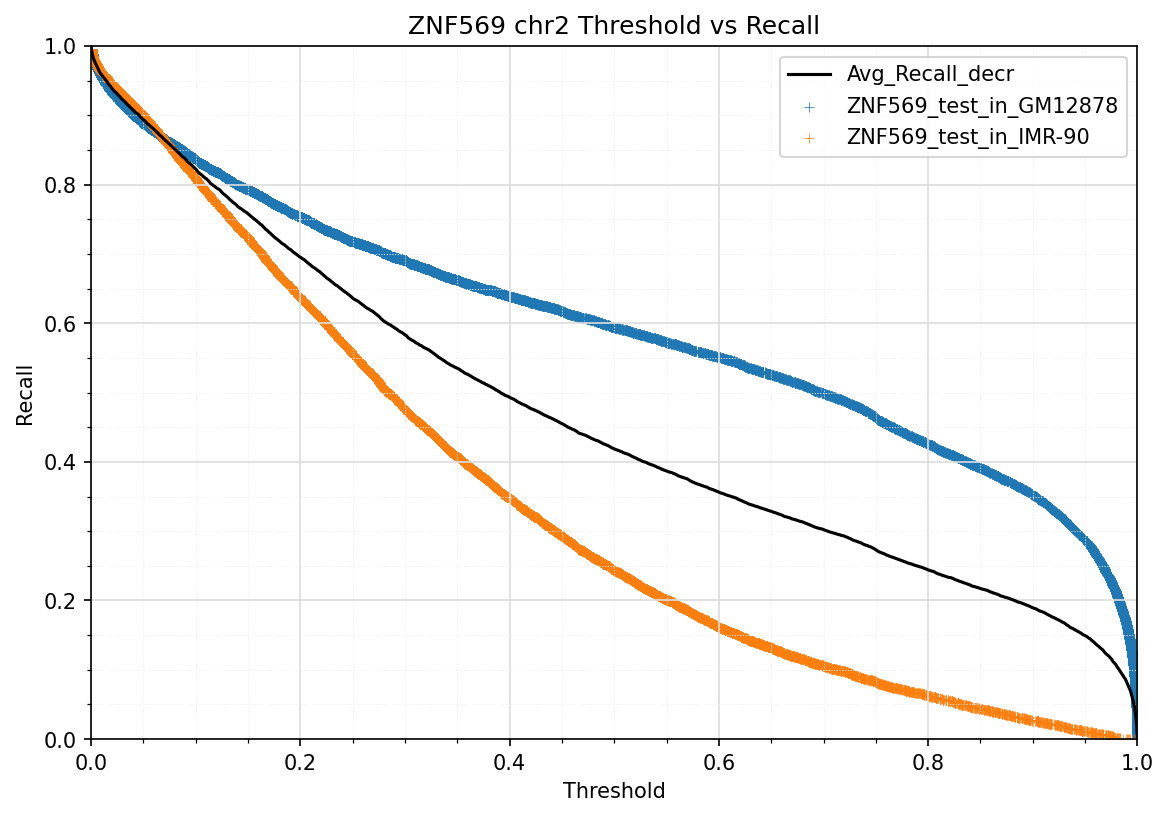 ZNF569 chr2 Threshold vs Recall
Avg_Recall_decr
ZNF569_test_in_GM12878
ZNF569_test_in_IMR-90
Recall
1.0
0.8
0.6
0.4
0.2
0.0
0.0 0.2 0.4 0.6 0.8 1.0
Threshold